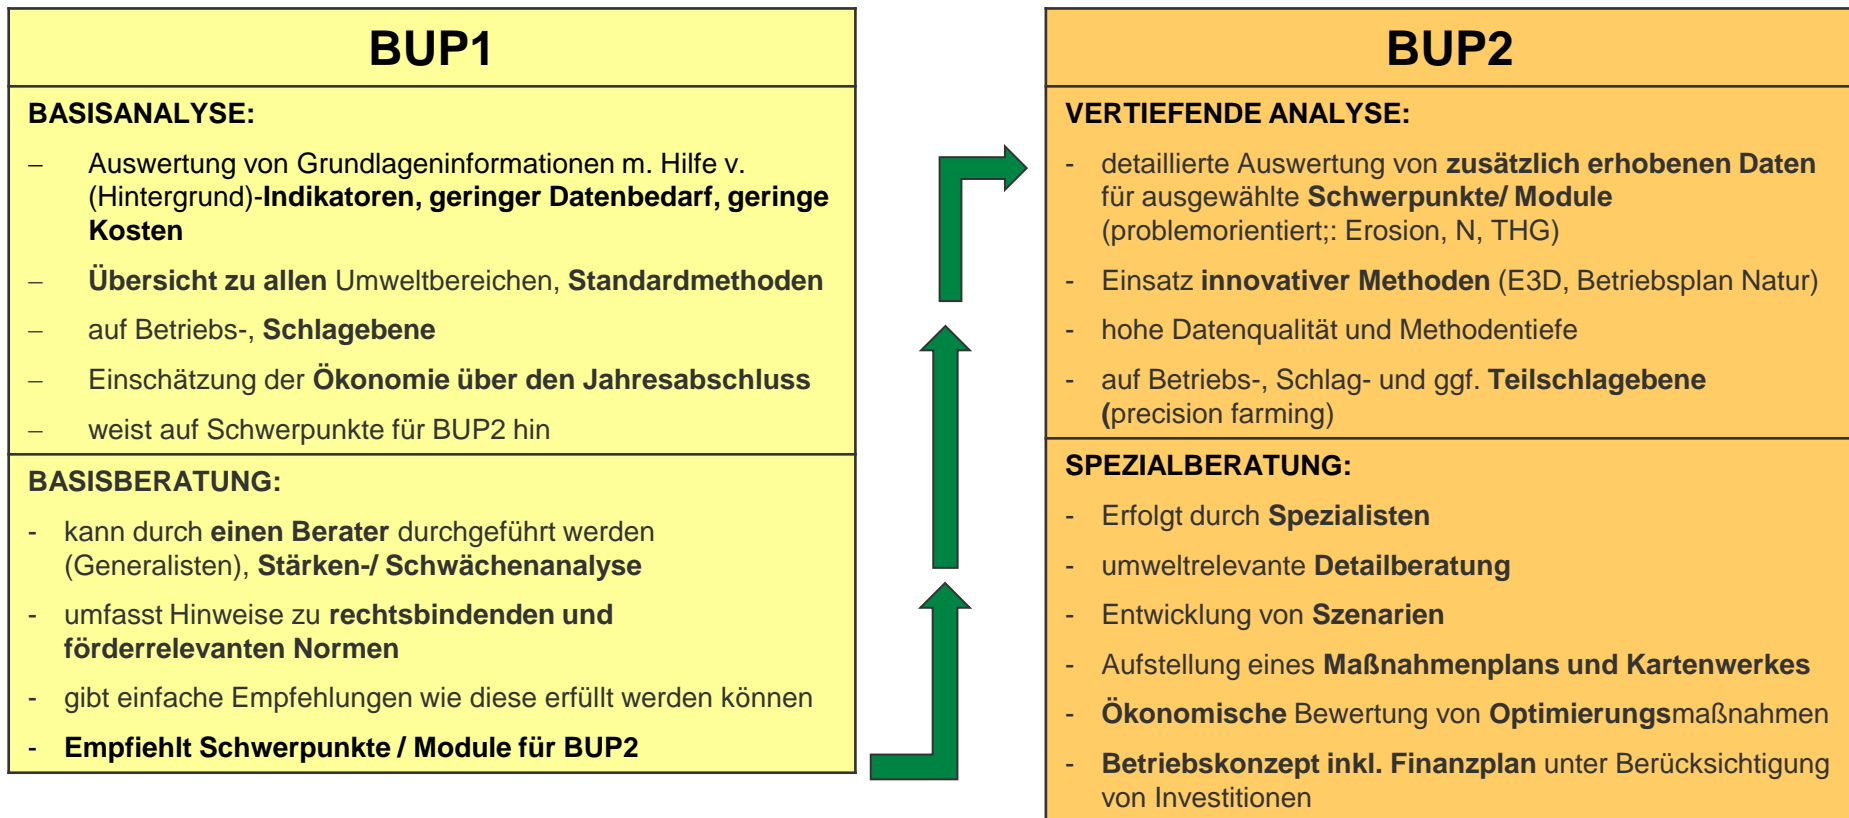 BUP1
BASISANALYSE:
– Auswertung von Grundlageninformationen m. Hilfe v.
(Hintergrund)-Indikatoren, geringer Datenbedarf, geringe
Kosten
– Übersicht zu allen Umweltbereichen, Standardmethoden
– auf Betriebs-, Schlagebene
– Einschätzung der Ökonomie über den Jahresabschluss
– weist auf Schwerpunkte für BUP2 hin
BASISBERATUNG:
- kann durch einen Berater durchgeführt werden
(Generalisten), Stärken-/ Schwächenanalyse
- umfasst Hinweise zu rechtsbindenden und
förderrelevanten Normen
- gibt einfache Empfehlungen wie diese erfüllt werden können
- Empfiehlt Schwerpunkte / Module für BUP2
BUP2
VERTIEFENDE ANALYSE:
- detaillierte Auswertung von zusätzlich erhobenen Daten
für ausgewählte Schwerpunkte/ Module
(problemorientiert;: Erosion, N, THG)
- Einsatz innovativer Methoden (E3D, Betriebsplan Natur)
- hohe Datenqualität und Methodentiefe
- auf Betriebs-, Schlag- und ggf. Teilschlagebene
(precision farming)
SPEZIALBERATUNG:
- Erfolgt durch Spezialisten
- umweltrelevante Detailberatung
- Entwicklung von Szenarien
- Aufstellung eines Maßnahmenplans und Kartenwerkes
- Ökonomische Bewertung von Optimierungsmaßnahmen
- Betriebskonzept inkl. Finanzplan unter Berücksichtigung
von Investitionen